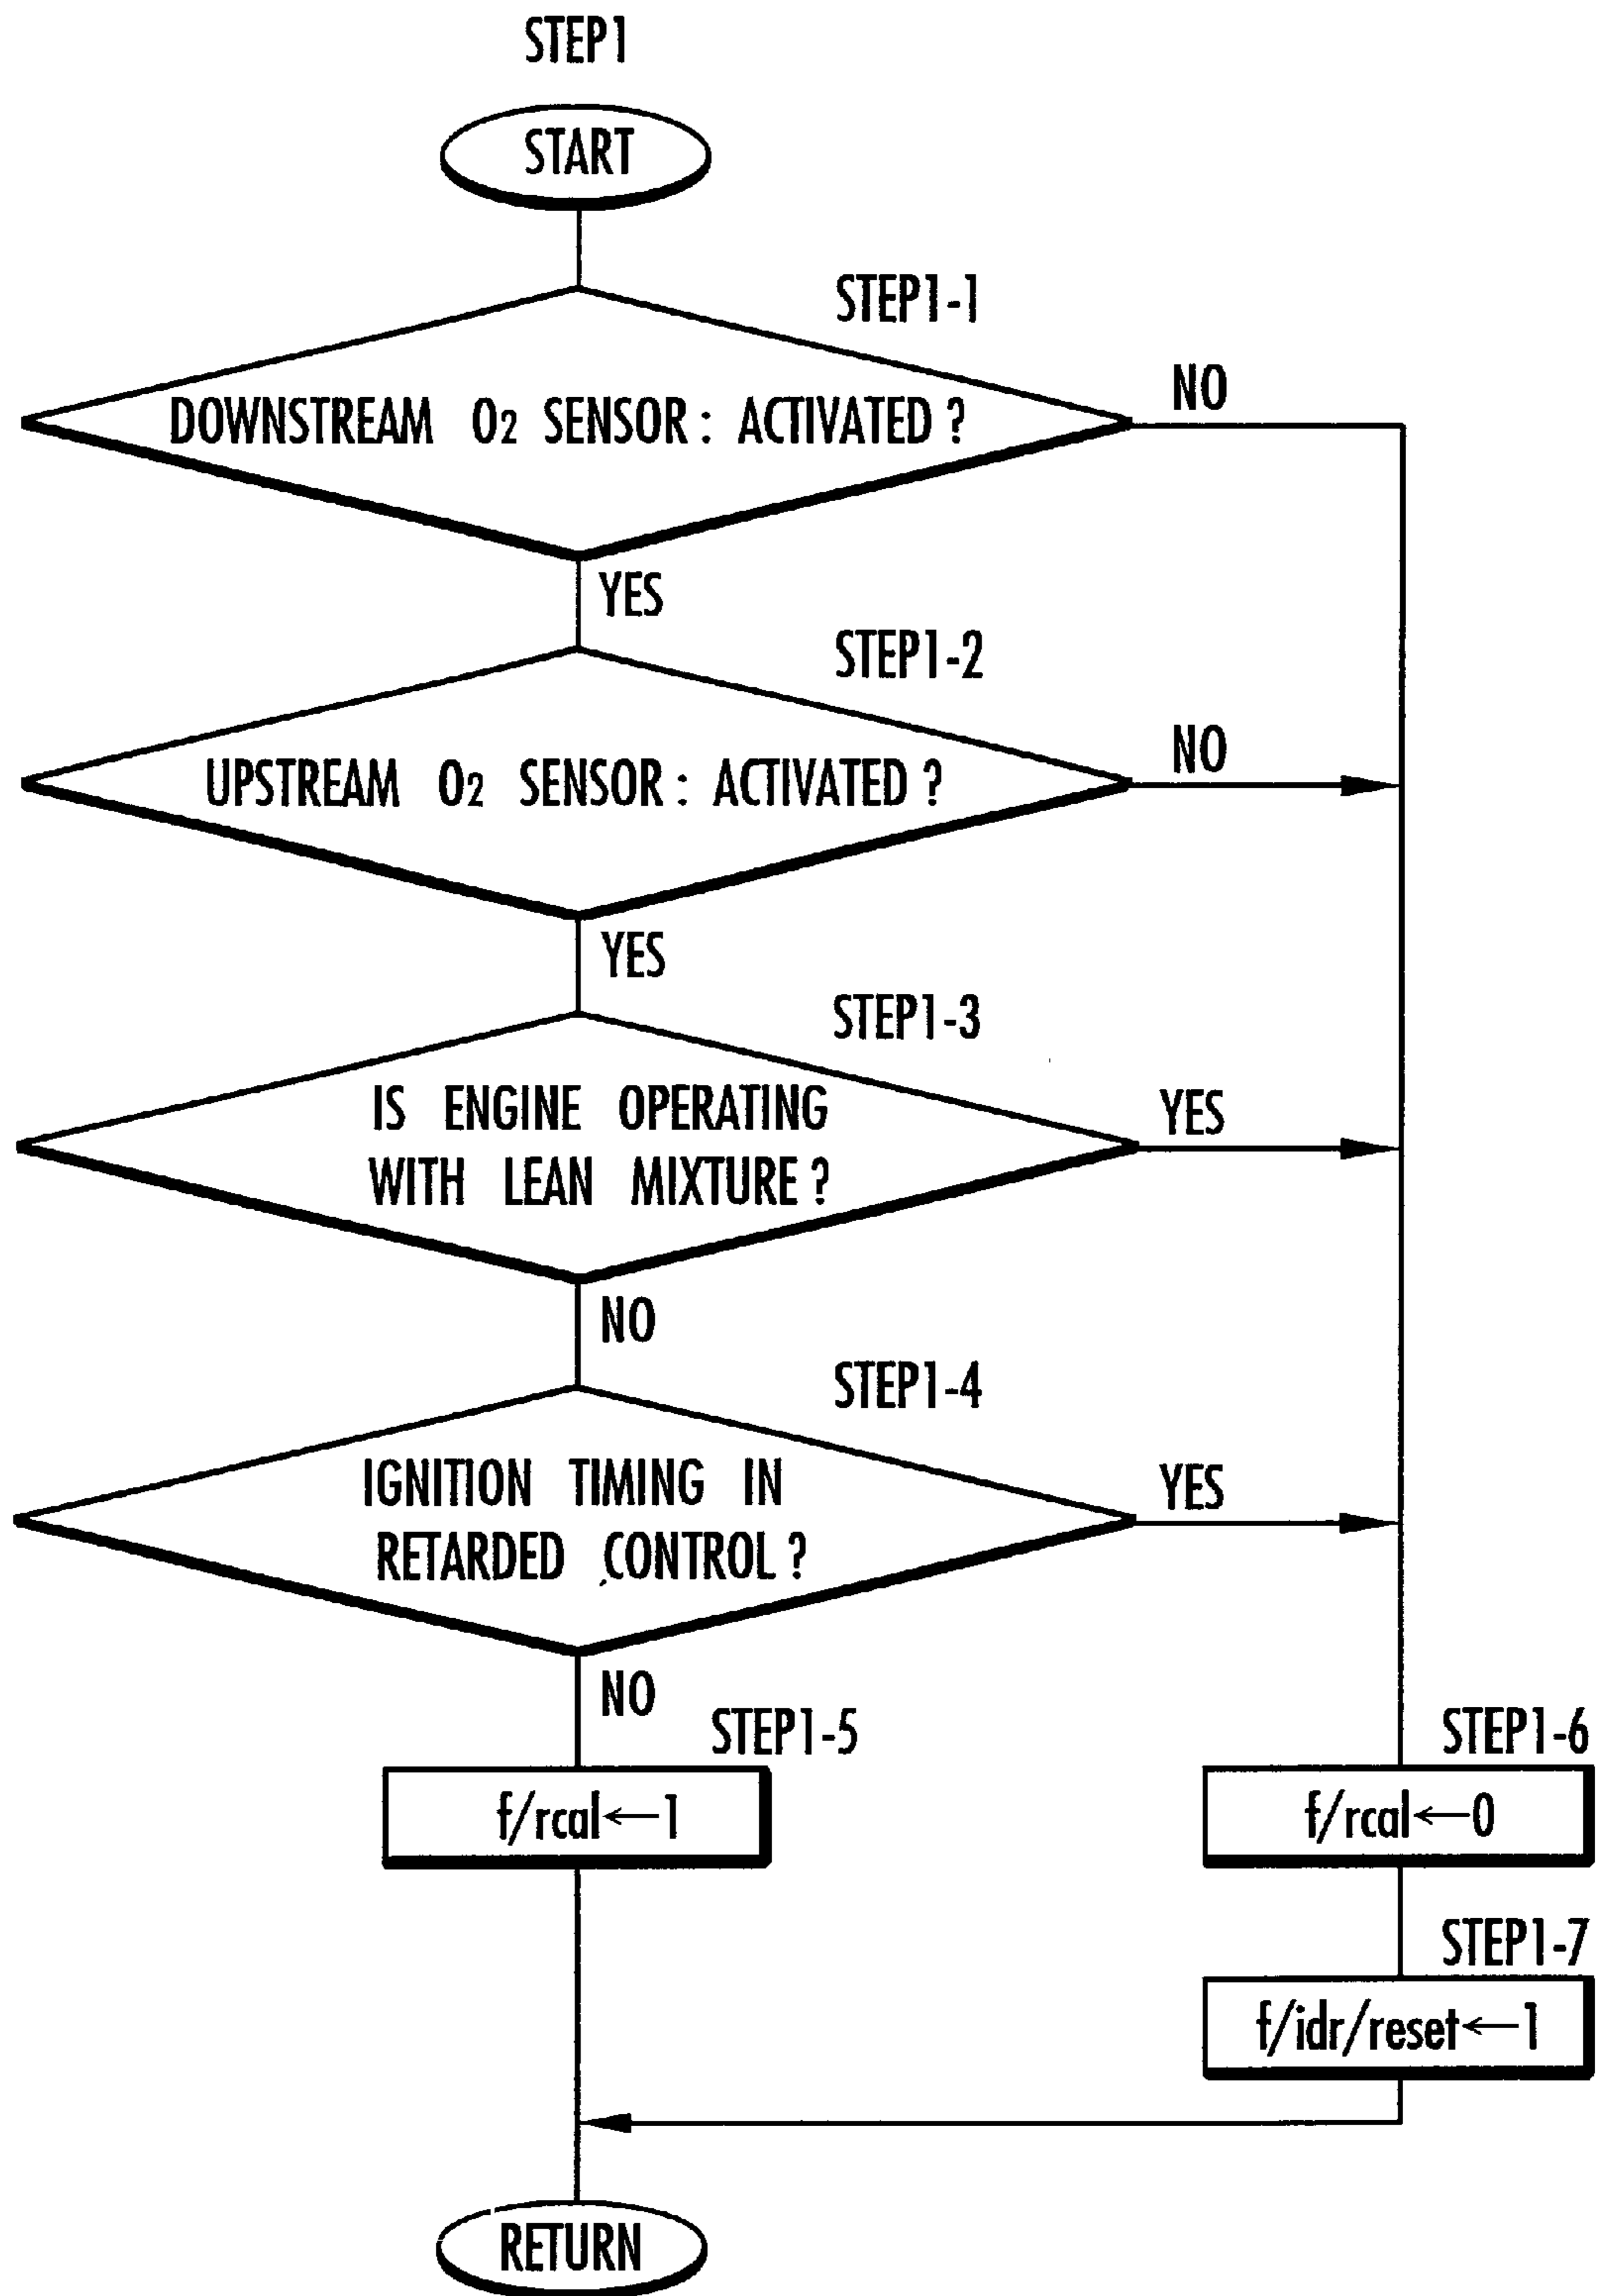 STEP1
START
STEP1-1
DOWNSTREAM O2 SENSOR : ACTIVATED ?
NO
YES
STEP1-2
UPSTREAM O2 SENSOR : ACTIVATED ?
NO
YES
STEP1-3
IS ENGINE OPERATING
WITH LEAN MIXTURE ?
YES
NO
STEP1-4
IGNITION TIMING IN
RETARDED CONTROL ?
YES
NO
STEP1-5
f/rcal←1
STEP1-6
f/rcal←0
STEP1-7
f/idr/reset←1
RETURN